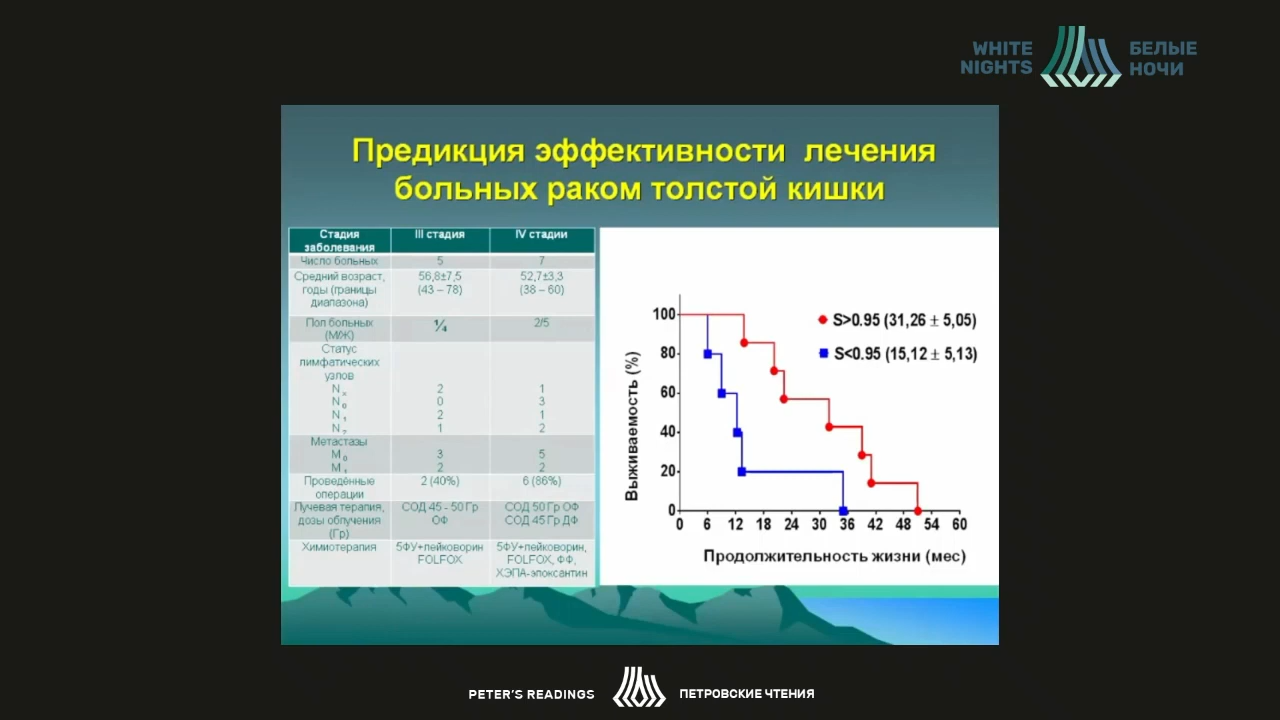 WHITE
NIGHTS
БЕЛЫЕ
НОЧИ
Предикция эффективности лечения
больных раком толстой кишки
Стадия
заболевания
III стадия
IV стадии
Число больных
5
7
Средний возраст,
годы (границы
диапазона)
56,8±7,5
(43 – 78)
52,7±3,3
(38 – 60)
Пол больных
(М/Ж)
¼
2/5
Статус
лимфатических
узлов
N x 2 1
N 0 0 3
N 1 2 1
N 2 1 2
Метастазы
M 0 3 5
M 1 2 2
Проведённые
операции
2 (40%)
6 (86%)
Лучевая терапия,
дозы облучения
(Гр)
СОД 45 - 50 Гр
ОФ
СОД 50 Гр ОФ
СОД 45 Гр ДФ
Химиотерапия
5ФУ+лейковорин
FOLFOX
5ФУ+лейковорин,
FOLFOX, ФФ,
ХЭПА-эпоксантин
S>0.95 (31,26 ± 5,05)
S<0.95 (15,12 ± 5,13)
Выживаемость (%)
100
80
60
40
20
0
0 6 12 18 24 30 36 42 48 54 60
Продолжительность жизни (мес)
PETER'S READINGS
ПЕТРОВСКИЕ ЧТЕНИЯ